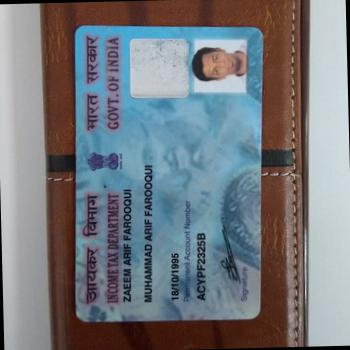 आयकर विभाग भारत सरकार
INCOME TAX DEPARTMENT GOVT. OF INDIA
ZAEEM ARIF FAROOQUI
MUHAMMAD ARIF FAROOQUI
18/10/1995
Permanent Account Number
ACYPF2325B
Signature